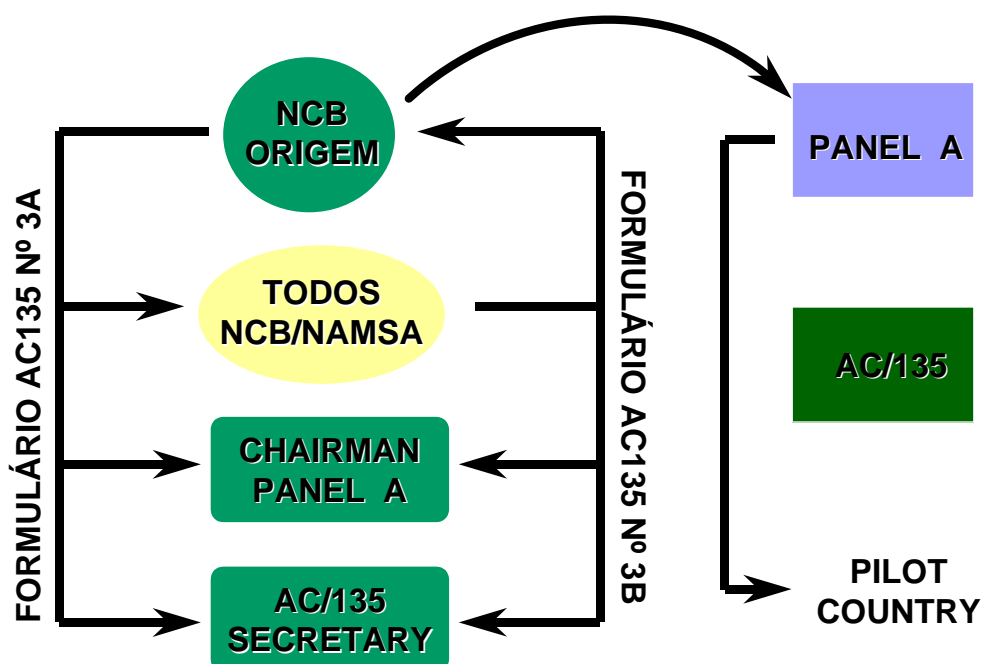 FORMULÁRIO AC135 Nº 3A
NCB
ORIGEM
TODOS
NCB/NAMSA
CHAIRMAN
PANEL A
AC/135
SECRETARY
FORMULÁRIO AC135 Nº 3B
PANEL A
AC/135
PILOT
COUNTRY